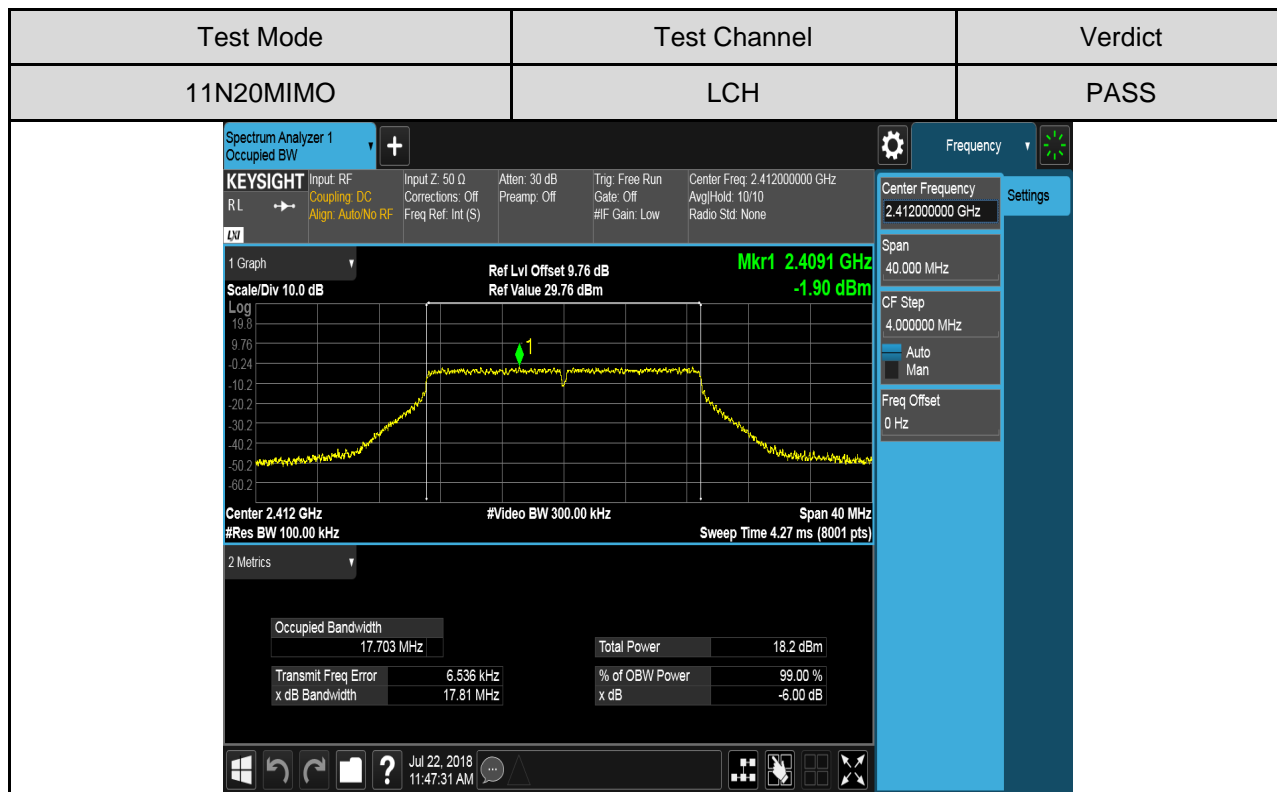 Test Mode Test Channel Verdict
11N20MIMO LCH PASS
Spectrum Analyzer 1
Occupied BW
+
Frequency
KEYSIGHT Input: RF Input Z: 50 Ω Atten: 30 dB Trig: Free Run Center Freq: 2.412000000 GHz
RL Coupling: DC Corrections: Off Preamp: Off Gate: Off Avg|Hold: 10/10
Align: Auto/No RF Freq Ref: Int (S) #IF Gain: Low Radio Std: None
LXI
Center Frequency
2.412000000 GHz
Settings
Span
40.000 MHz
CF Step
4.000000 MHz
Auto
Man
Freq Offset
0 Hz
1 Graph
Ref Lvl Offset 9.76 dB
Mkr1 2.4091 GHz
Scale/Div 10.0 dB Ref Value 29.76 dBm -1.90 dBm
Log
19.8
9.76
1
-0.24
-10.2
-20.2
-30.2
-40.2
-50.2
-60.2
Center 2.412 GHz #Video BW 300.00 kHz Span 40 MHz
#Res BW 100.00 kHz Sweep Time 4.27 ms (8001 pts)
2 Metrics
Occupied Bandwidth
17.703 MHz
Total Power 18.2 dBm
Transmit Freq Error 6.536 kHz % of OBW Power 99.00 %
x dB Bandwidth 17.81 MHz x dB -6.00 dB
?
Jul 22, 2018
11:47:31 AM